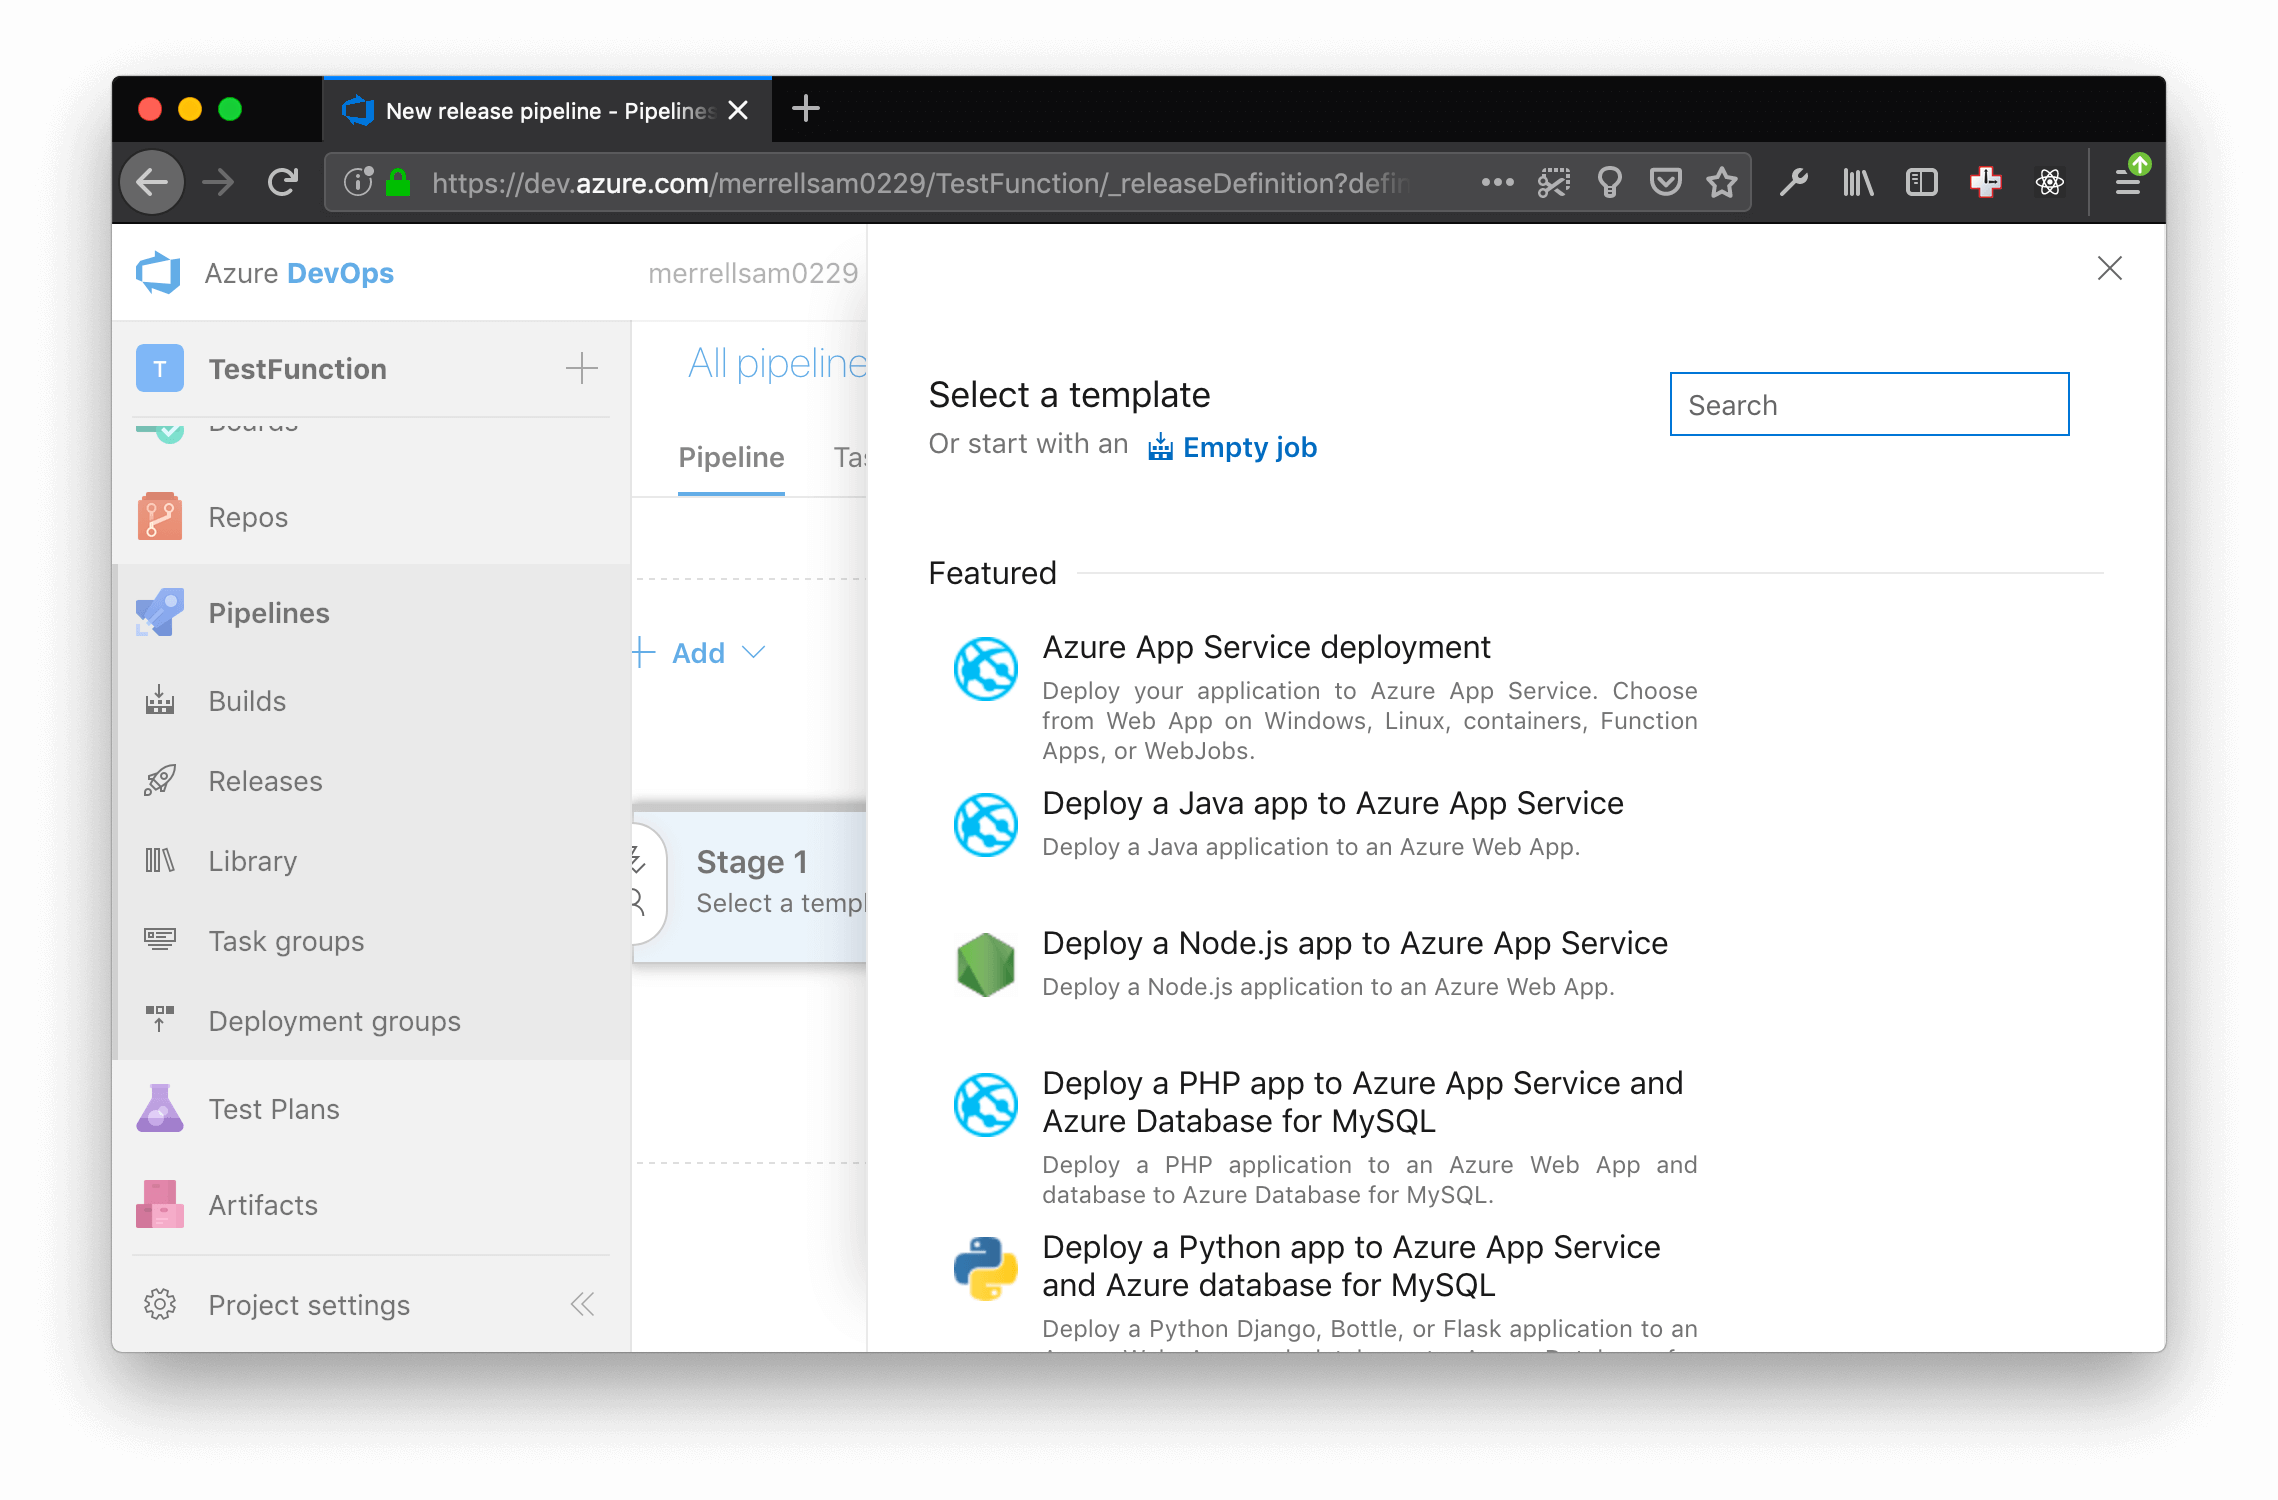 New release pipeline - Pipelines
https://dev.azure.com/merrellsam0229/TestFunction/_releaseDefinition?defin
Azure DevOps
merrellsam0229
T
TestFunction
Boards
Repos
Pipelines
Builds
Releases
Library
Task groups
Deployment groups
Test Plans
Artifacts
Project settings
All pipeline
Pipeline
Tas
Add
Stage 1
Select a templ
Select a template
Or start with an Empty job
Search
Featured
Azure App Service deployment
Deploy your application to Azure App Service. Choose
from Web App on Windows, Linux, containers, Function
Apps, or WebJobs.
Deploy a Java app to Azure App Service
Deploy a Java application to an Azure Web App.
Deploy a Node.js app to Azure App Service
Deploy a Node.js application to an Azure Web App.
Deploy a PHP app to Azure App Service and
Azure Database for MySQL
Deploy a PHP application to an Azure Web App and
database to Azure Database for MySQL.
Deploy a Python app to Azure App Service
and Azure database for MySQL
Deploy a Python Django, Bottle, or Flask application to an